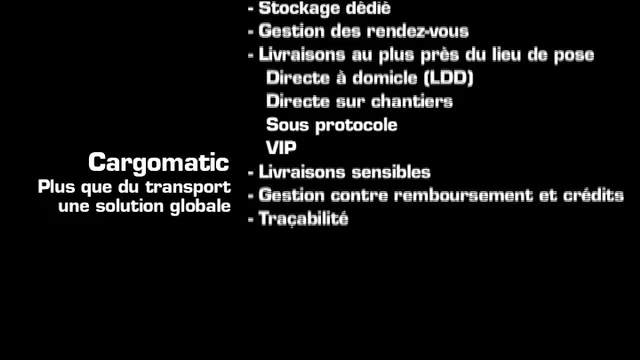 - Stockage dédié
- Gestion des rendez-vous
- Livraisons au plus près du lieu de pose
Directe à domicile (LDD)
Directe sur chantiers
Sous protocole
VIP
- Livraisons sensibles
- Gestion contre remboursement et crédits
- Traçabilité
Cargomatic
Plus que du transport
une solution globale